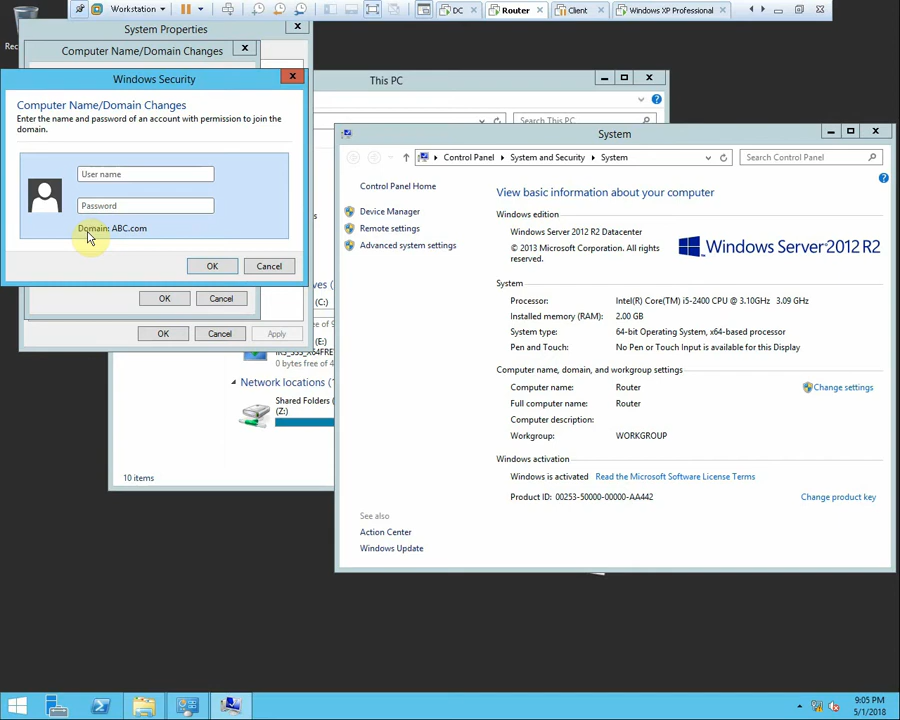 Workstation
DC
Router
Client
Windows XP Professional
System Properties
Computer Name/Domain Changes
Windows Security
Computer Name/Domain Changes
Enter the name and password of an account with permission to join the
domain.
User name
Password
Domain: ABC.com
OK
Cancel
OK
Cancel
OK
Cancel
Apply
This PC
Search This PC
(C:)
(E:)
0 bytes free of 4
Network locations (1
Shared Folders
(Z:)
10 items
System
Control Panel
System and Security
System
Search Control Panel
Control Panel Home
Device Manager
Remote settings
Advanced system settings
See also
Action Center
Windows Update
View basic information about your computer
Windows edition
Windows Server 2012 R2 Datacenter
© 2013 Microsoft Corporation. All rights
reserved.
Windows Server 2012 R2
System
Processor: Intel(R) Core(TM) i5-2400 CPU @ 3.10GHz 3.09 GHz
Installed memory (RAM): 2.00 GB
System type: 64-bit Operating System, x64-based processor
Pen and Touch: No Pen or Touch Input is available for this Display
Computer name, domain, and workgroup settings
Computer name: Router
Change settings
Full computer name: Router
Computer description:
Workgroup: WORKGROUP
Windows activation
Windows is activated Read the Microsoft Software License Terms
Product ID: 00253-50000-00000-AA442
Change product key
9:05 PM
5/1/2018